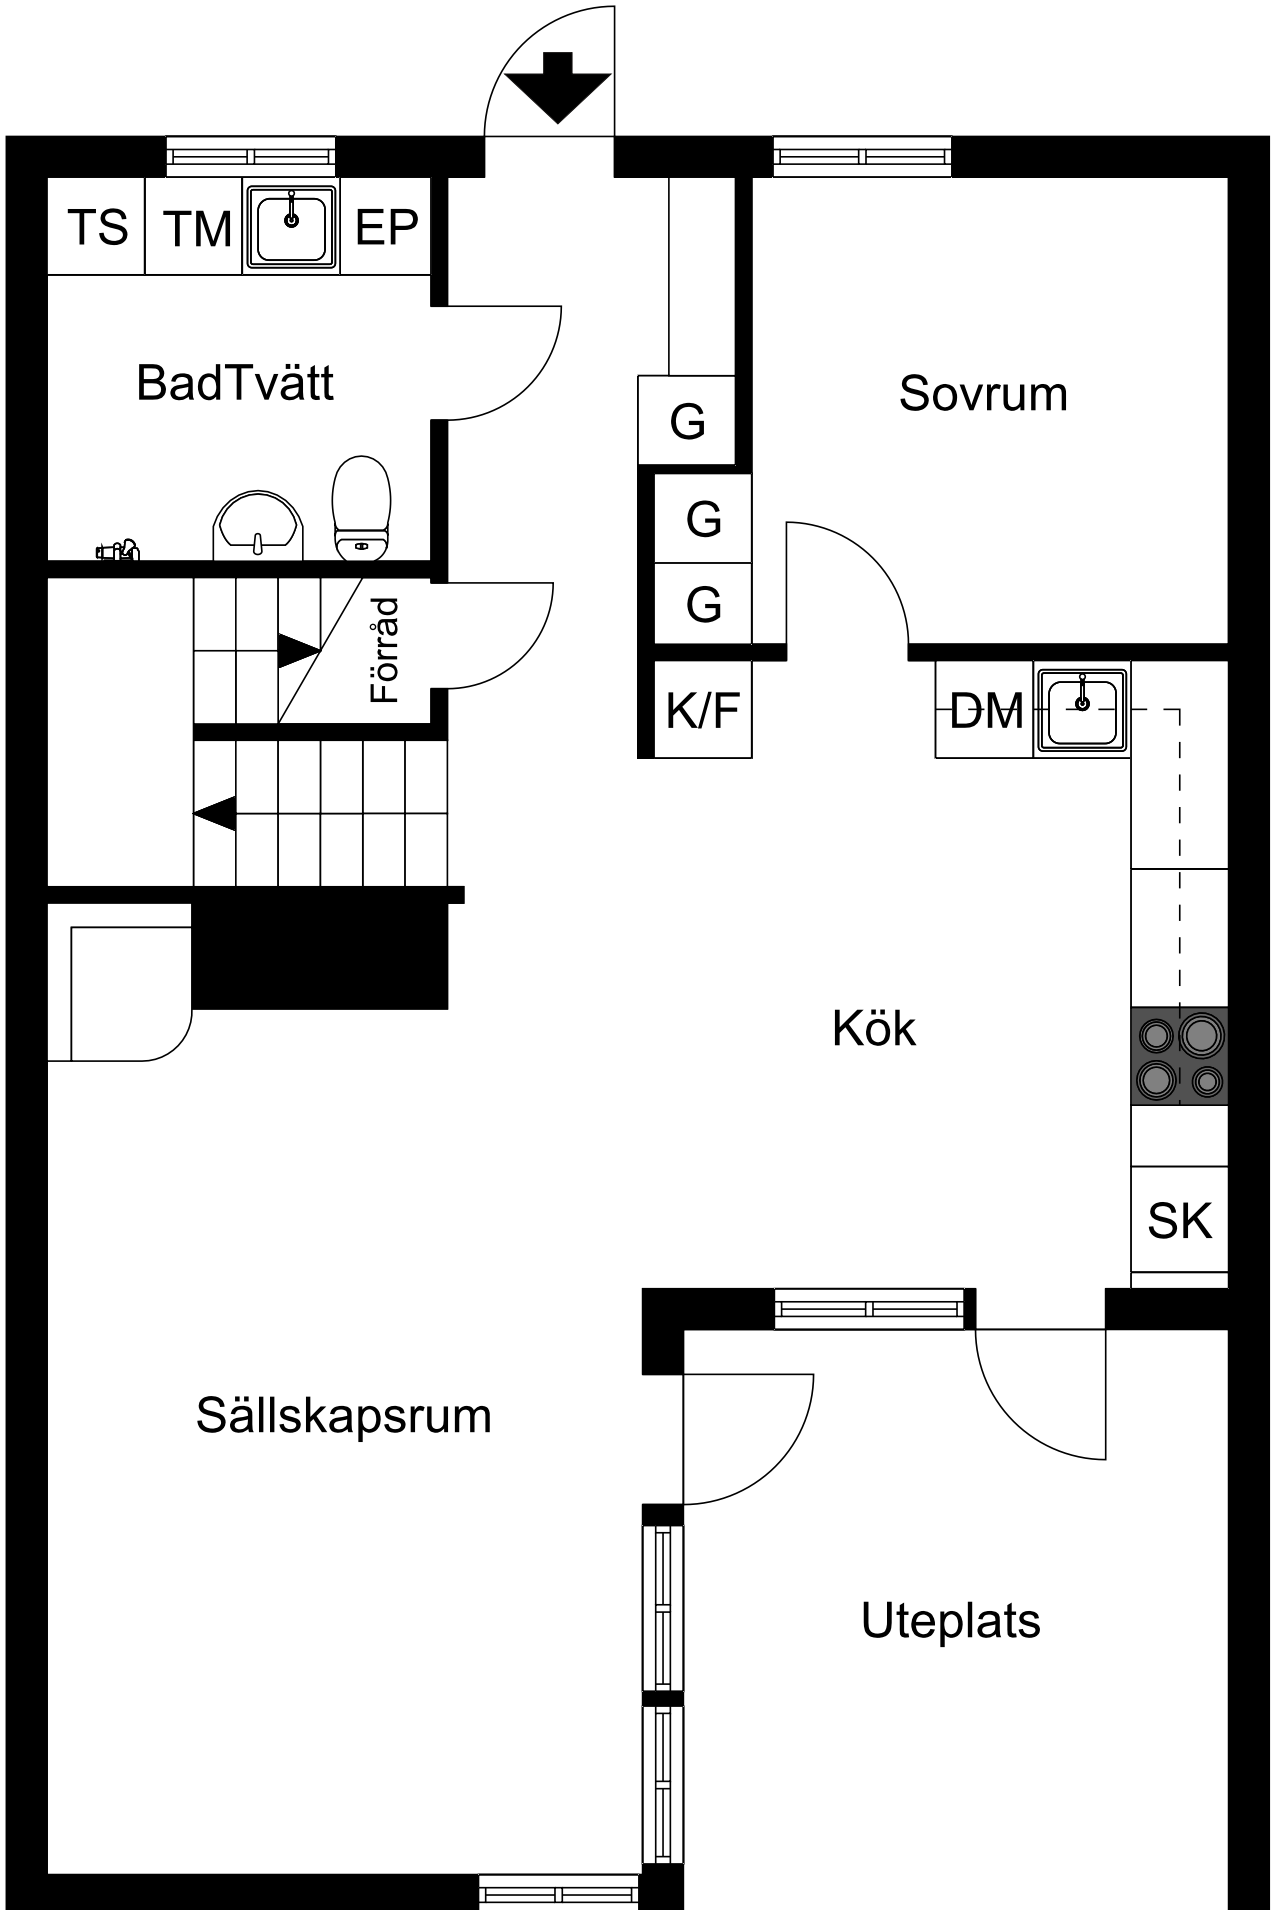 TS
TM
EP
BadTvätt
G
Sovrum
G
G
Förråd
K/F
DM
Kök
SK
Sällskapsrum
Uteplats